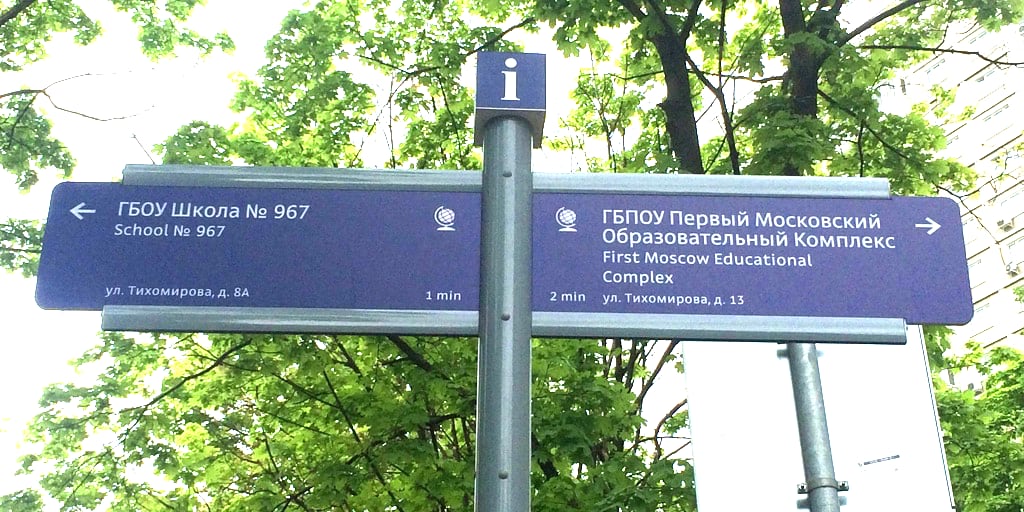 i
ГБОУ Школа № 967
School № 967
ул. Тихомирова, д. 8А
1 min
ГБПОУ Первый Московский
Образовательный Комплекс
First Moscow Educational
Complex
2 min ул. Тихомирова, д. 13